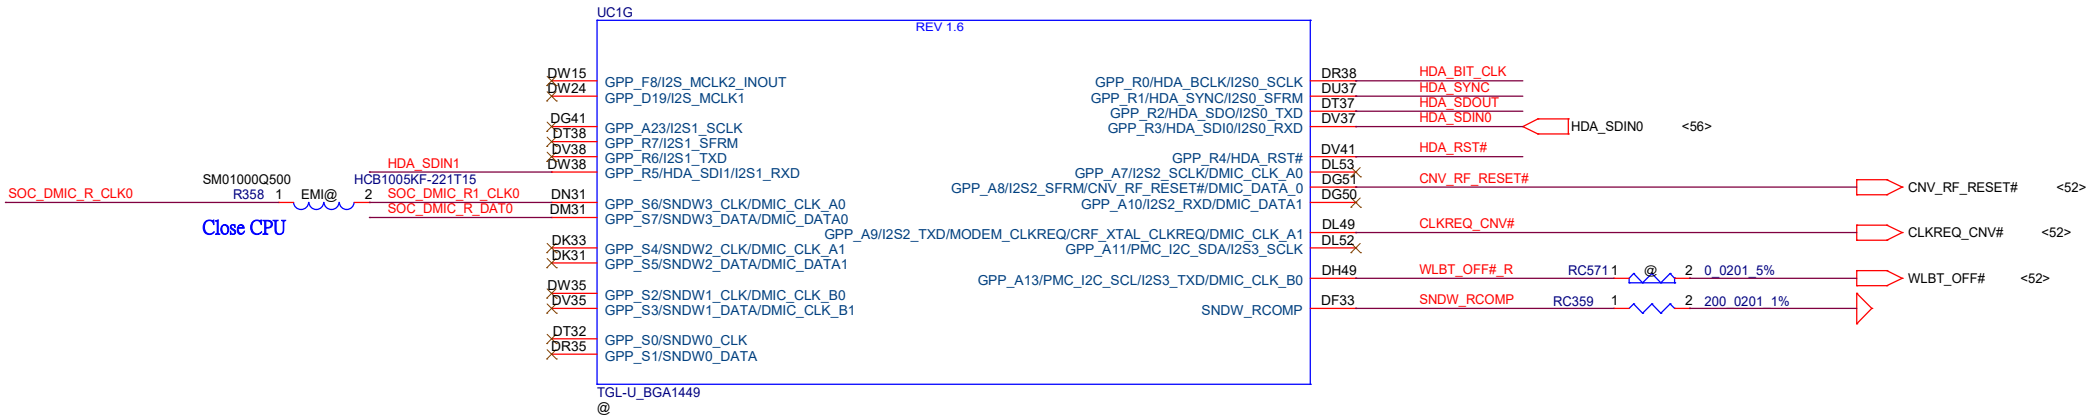 UC1G
REV 1.6
DW15 GPP_F8/I2S_MCLK2_INOUT
DW24 GPP_D19/I2S_MCLK1
DG41 GPP_A23/I2S1_SCLK
DT38 GPP_R7/I2S1_SFRM
DV38 GPP_R6/I2S1_TXD
HDA_SDIN1 DW38 GPP_R5/HDA_SDI1/I2S1_RXD
SM01000Q500 HCB1005KF-221T15
SOC_DMIC_R_CLK0 R358 1 EMI@ 2 SOC_DMIC_R1_CLK0 DN31 GPP_S6/SNDW3_CLK/DMIC_CLK_A0
SOC_DMIC_R_DAT0 DM31 GPP_S7/SNDW3_DATA/DMIC_DATA0
Close CPU
DK33 GPP_S4/SNDW2_CLK/DMIC_CLK_A1
DK31 GPP_S5/SNDW2_DATA/DMIC_DATA1
DW35 GPP_S2/SNDW1_CLK/DMIC_CLK_B0
DV35 GPP_S3/SNDW1_DATA/DMIC_CLK_B1
DT32 GPP_S0/SNDW0_CLK
DR35 GPP_S1/SNDW0_DATA
GPP_R0/HDA_BCLK/I2S0_SCLK DR38 HDA_BIT_CLK
GPP_R1/HDA_SYNC/I2S0_SFRM DU37 HDA_SYNC
GPP_R2/HDA_SDO/I2S0_TXD DT37 HDA_SDOUT
GPP_R3/HDA_SDI0/I2S0_RXD DV37 HDA_SDIN0 HDA_SDIN0 <56>
GPP_R4/HDA_RST# DV41 HDA_RST#
GPP_A7/I2S2_SCLK/DMIC_CLK_A0 DL53
GPP_A8/I2S2_SFRM/CNV_RF_RESET#/DMIC_DATA_0 DG51 CNV_RF_RESET# CNV_RF_RESET# <52>
GPP_A10/I2S2_RXD/DMIC_DATA1 DG50
GPP_A9/I2S2_TXD/MODEM_CLKREQ/CRF_XTAL_CLKREQ/DMIC_CLK_A1 DL49 CLKREQ_CNV# CLKREQ_CNV# <52>
GPP_A11/PMC_I2C_SDA/I2S3_SCLK DL52
GPP_A13/PMC_I2C_SCL/I2S3_TXD/DMIC_CLK_B0 DH49 WLBT_OFF#_R RC571 1 @ 2 0_0201_5% WLBT_OFF# <52>
SNDW_RCOMP DF33 SNDW_RCOMP RC359 1 2 200_0201_1%
TGL-U_BGA1449
@